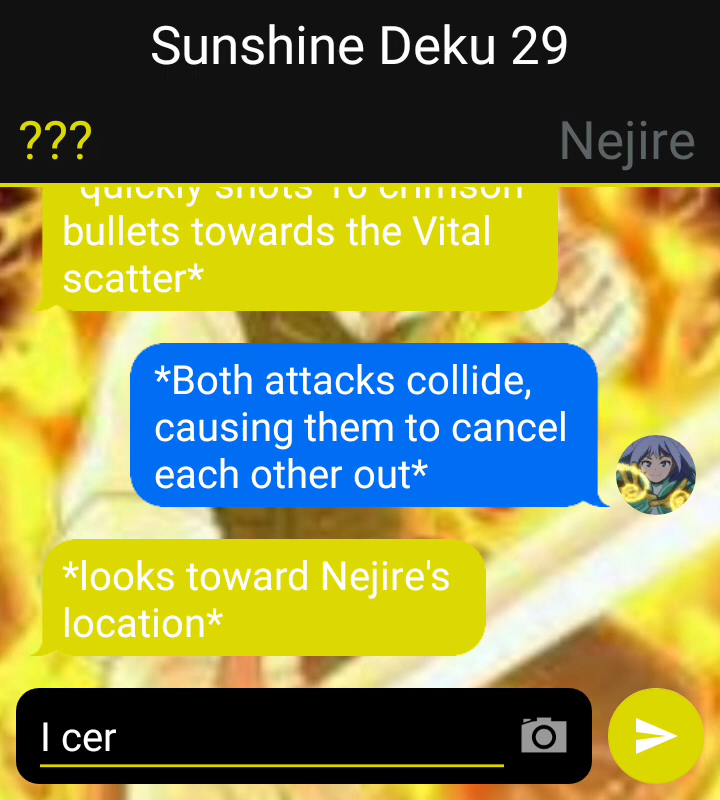 Sunshine Deku 29
??? Nejire
quickly shots 10 crimson
bullets towards the Vital
scatter*
*Both attacks collide,
causing them to cancel
each other out*
*looks toward Nejire's
location*
I cer